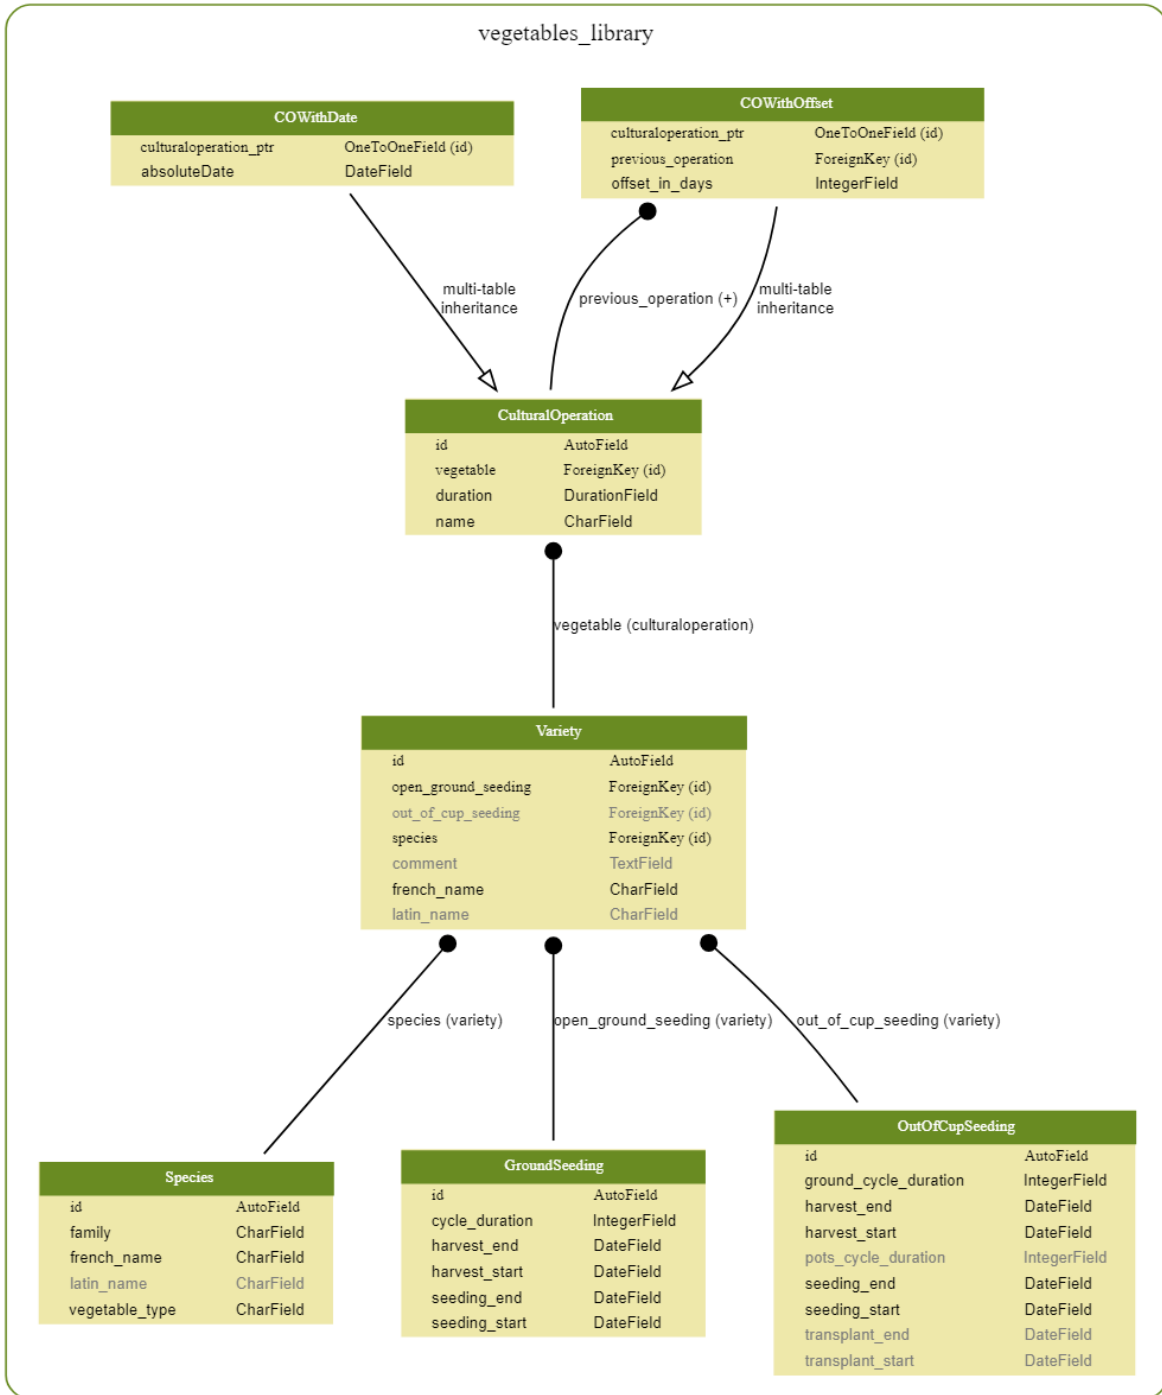 vegetables_library
COWithDate
culturaloperation_ptr OneToOneField (id)
absoluteDate DateField
COWithOffset
culturaloperation_ptr OneToOneField (id)
previous_operation ForeignKey (id)
offset_in_days IntegerField
multi-table
inheritance
previous_operation (+)
multi-table
inheritance
CulturalOperation
id AutoField
vegetable ForeignKey (id)
duration DurationField
name CharField
vegetable (culturaloperation)
Variety
id AutoField
open_ground_seeding ForeignKey (id)
out_of_cup_seeding ForeignKey (id)
species ForeignKey (id)
comment TextField
french_name CharField
latin_name CharField
species (variety)
open_ground_seeding (variety)
out_of_cup_seeding (variety)
Species
id AutoField
family CharField
french_name CharField
latin_name CharField
vegetable_type CharField
GroundSeeding
id AutoField
cycle_duration IntegerField
harvest_end DateField
harvest_start DateField
seeding_end DateField
seeding_start DateField
OutOfCupSeeding
id AutoField
ground_cycle_duration IntegerField
harvest_end DateField
harvest_start DateField
pots_cycle_duration IntegerField
seeding_end DateField
seeding_start DateField
transplant_end DateField
transplant_start DateField